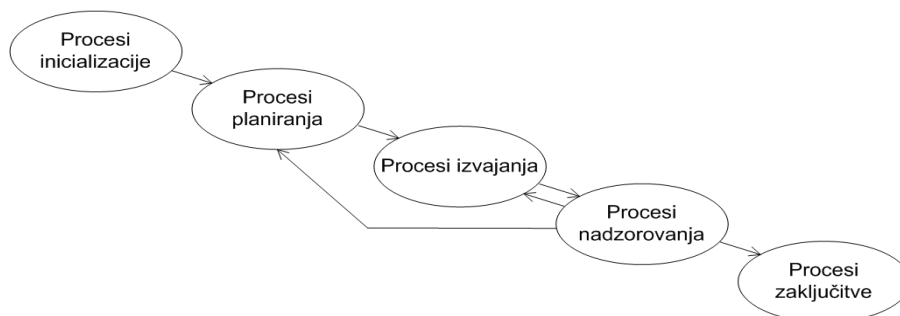 Procesi
inicializacije
Procesi
planiranja
Procesi izvajanja
Procesi
nadzorovanja
Procesi
zaključitve